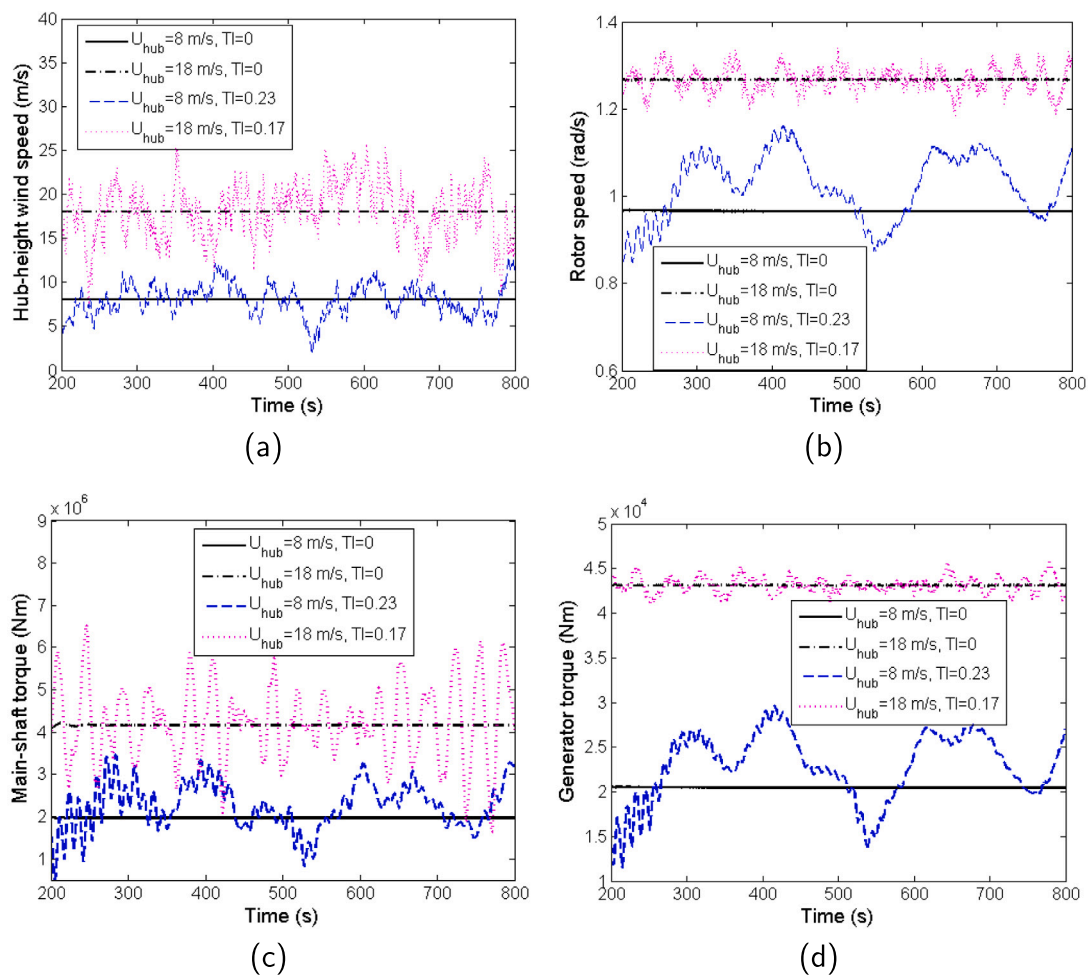 40
35
30
25
20
15
10
5
0
Hub-height wind speed (m/s)
U_hub=8 m/s, TI=0
U_hub=18 m/s, TI=0
U_hub=8 m/s, TI=0.23
U_hub=18 m/s, TI=0.17
200 300 400 500 600 700 800
Time (s)
(a)
1.4
1.2
1
0.8
0.6
Rotor speed (rad/s)
U_hub=8 m/s, TI=0
U_hub=18 m/s, TI=0
U_hub=8 m/s, TI=0.23
U_hub=18 m/s, TI=0.17
200 300 400 500 600 700 800
Time (s)
(b)
x 10^6
9
8
7
6
5
4
3
2
1
Main-shaft torque (Nm)
U_hub=8 m/s, TI=0
U_hub=18 m/s, TI=0
U_hub=8 m/s, TI=0.23
U_hub=18 m/s, TI=0.17
200 300 400 500 600 700 800
Time (s)
(c)
x 10^4
5
4.5
4
3.5
3
2.5
2
1.5
1
Generator torque (Nm)
U_hub=8 m/s, TI=0
U_hub=18 m/s, TI=0
U_hub=8 m/s, TI=0.23
U_hub=18 m/s, TI=0.17
200 300 400 500 600 700 800
Time (s)
(d)